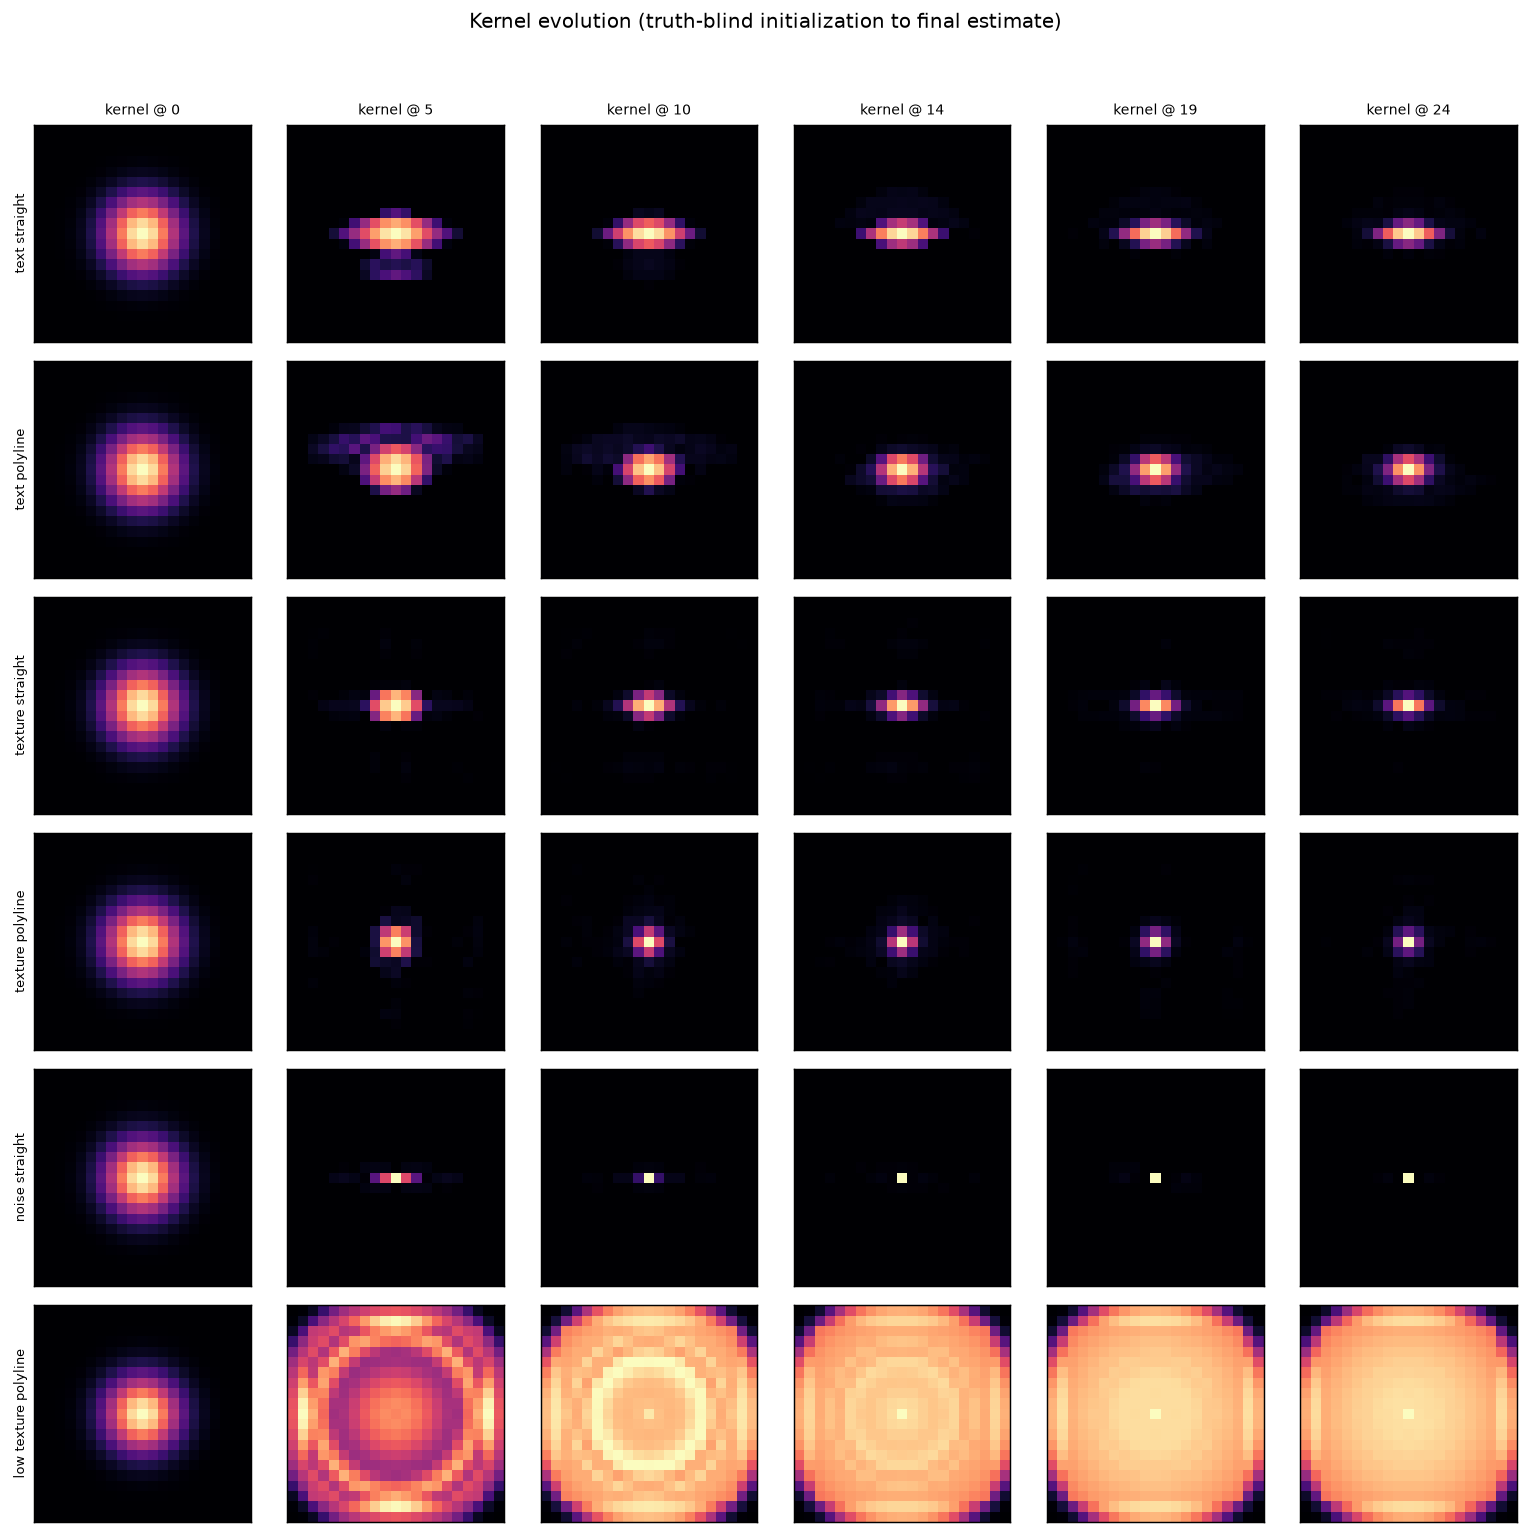 Kernel evolution (truth-blind initialization to final estimate)
kernel @ 0 kernel @ 5 kernel @ 10 kernel @ 14 kernel @ 19 kernel @ 24
text straight
text polyline
texture straight
texture polyline
noise straight
low texture polyline